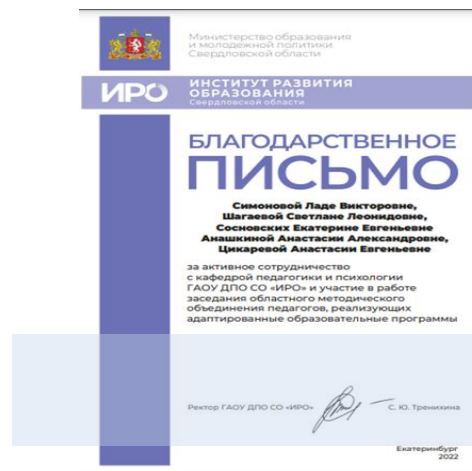 Министерство образования
и молодежной политики
Свердловской области
ИРО
ИНСТИТУТ РАЗВИТИЯ
ОБРАЗОВАНИЯ
Свердловской области
БЛАГОДАРСТВЕННОЕ
ПИСЬМО
Симоновой Ладе Викторовне,
Шагаевой Светлане Леонидовне,
Сосновских Екатерине Евгеньевне
Анашкиной Анастасии Александровне,
Цикаревой Анастасии Евгеньевне
за активное сотрудничество
с кафедрой педагогики и психологии
ГАОУ ДПО СО «ИРО» и участие в работе
заседания областного методического
объединения педагогов, реализующих
адаптированные образовательные программы
Ректор ГАОУ ДПО СО «ИРО» С. Ю. Тренихина
Екатеринбург
2022